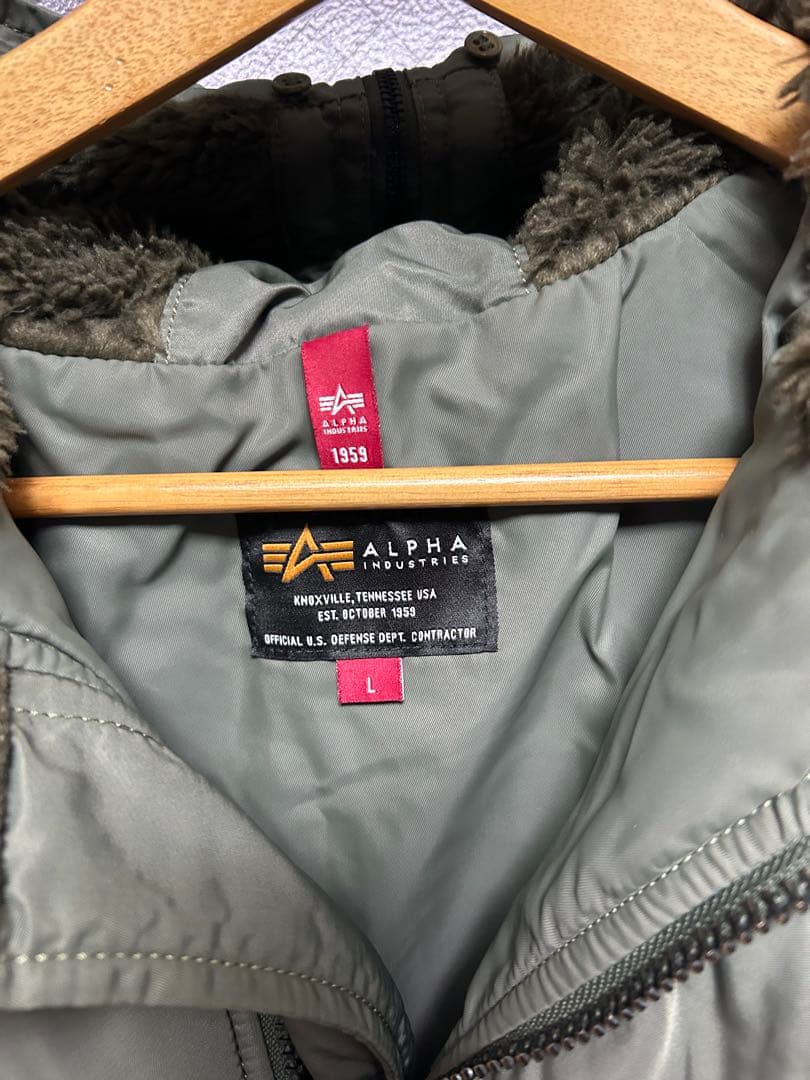 ALPHA
INDUSTRIES
1959
ALPHA
INDUSTRIES
KNOXVILLE, TENNESSEE USA
EST. OCTOBER 1959
OFFICIAL U.S. DEFENSE DEPT. CONTRACTOR
L